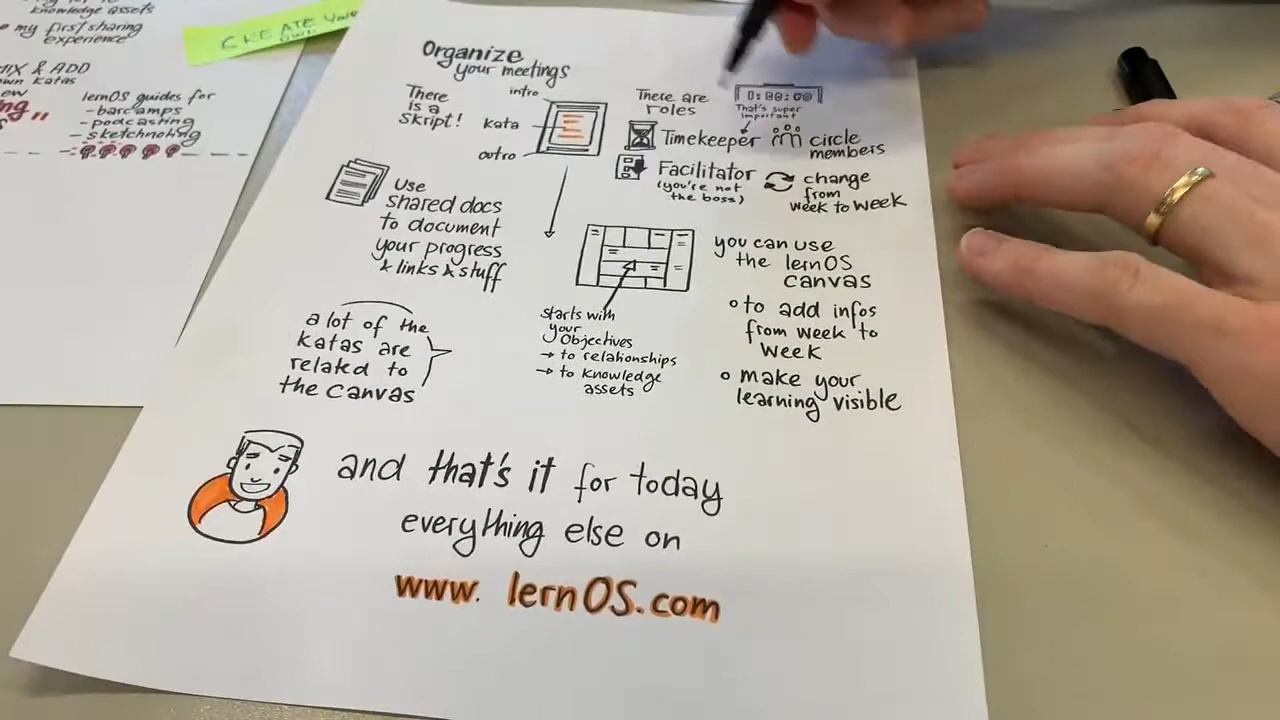 knowledge assets
my first sharing
experience
MIX & ADD
own Katas
lernOS guides for
- barcamps
- podcasting
- sketchnoting
CREATE YOUR
OWN
Organize
your meetings
There
is a
skript!
intro
kata
outro
There are
roles
0:00:00
That's super
important
Timekeeper
circle
members
Facilitator
(you're not
the boss)
change
from
week to week
Use
shared docs
to document
your progress
& links & stuff
you can use
the lernOS
canvas
to add infos
from week to
week
make your
learning visible
starts with
your
Objectives
→ to relationships
→ to knowledge
assets
a lot of the
katas are
related to
the canvas
and that's it for today
everything else on
www. lernOS.com